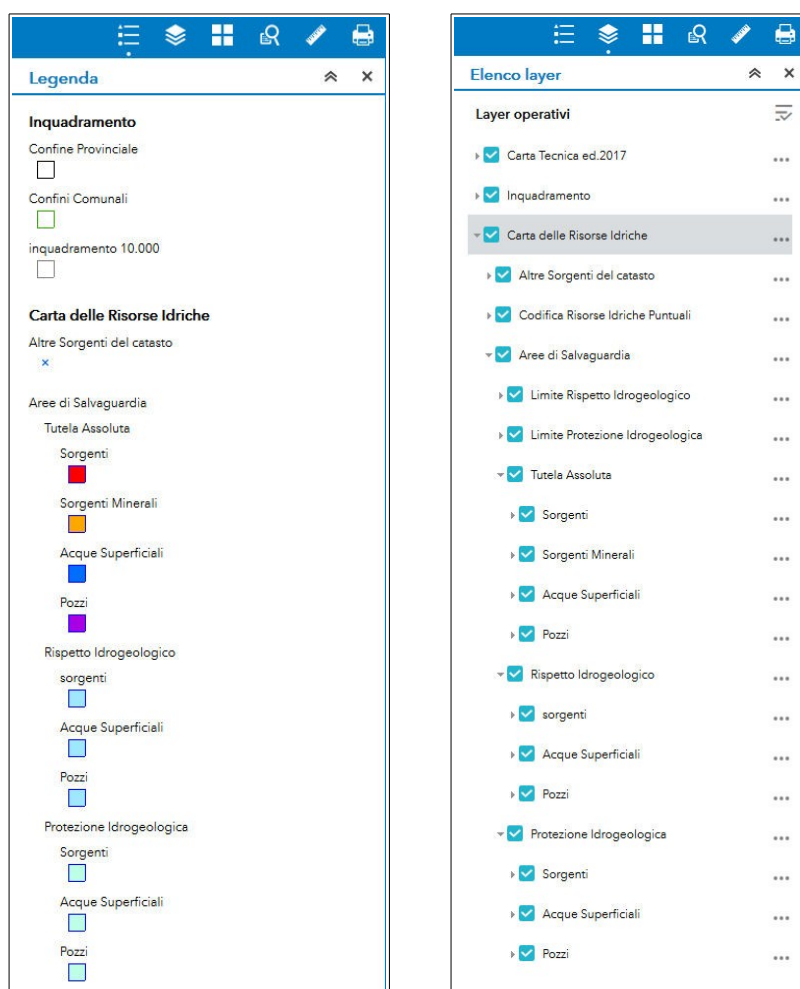 Legenda
Inquadramento
Confine Provinciale
Confini Comunali
inquadramento 10.000
Carta delle Risorse Idriche
Altre Sorgenti del catasto
Aree di Salvaguardia
Tutela Assoluta
Sorgenti
Sorgenti Minerali
Acque Superficiali
Pozzi
Rispetto Idrogeologico
sorgenti
Acque Superficiali
Pozzi
Protezione Idrogeologica
Sorgenti
Acque Superficiali
Pozzi
Elenco layer
Layer operativi
Carta Tecnica ed.2017
Inquadramento
Carta delle Risorse Idriche
Altre Sorgenti del catasto
Codifica Risorse Idriche Puntuali
Aree di Salvaguardia
Limite Rispetto Idrogeologico
Limite Protezione Idrogeologica
Tutela Assoluta
Sorgenti
Sorgenti Minerali
Acque Superficiali
Pozzi
Rispetto Idrogeologico
sorgenti
Acque Superficiali
Pozzi
Protezione Idrogeologica
Sorgenti
Acque Superficiali
Pozzi